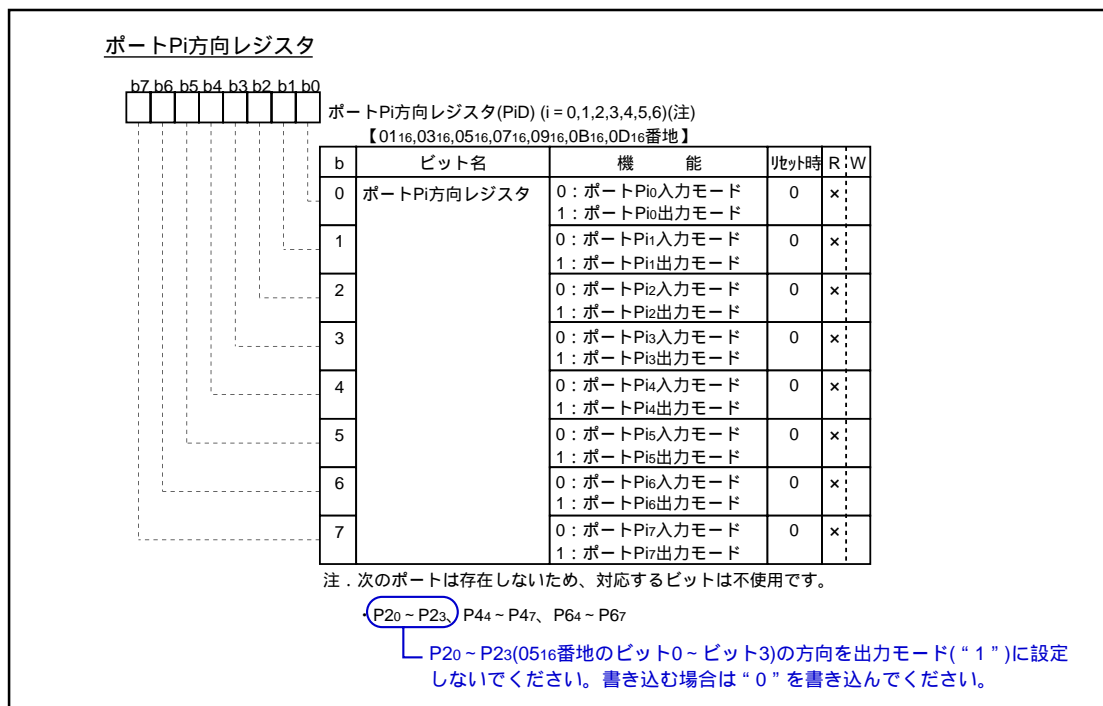 ポートPi方向レジスタ
b7 b6 b5 b4 b3 b2 b1 b0
ポートPi方向レジスタ(PiD) (i = 0,1,2,3,4,5,6)(注)
【0116,0316,0516,0716,0916,0B16,0D16番地】
b ビット名 機 能 リセット時 R W
0 ポートPi方向レジスタ 0：ポートPi0入力モード 0 ×
1：ポートPi0出力モード
1 0：ポートPi1入力モード 0 ×
1：ポートPi1出力モード
2 0：ポートPi2入力モード 0 ×
1：ポートPi2出力モード
3 0：ポートPi3入力モード 0 ×
1：ポートPi3出力モード
4 0：ポートPi4入力モード 0 ×
1：ポートPi4出力モード
5 0：ポートPi5入力モード 0 ×
1：ポートPi5出力モード
6 0：ポートPi6入力モード 0 ×
1：ポートPi6出力モード
7 0：ポートPi7入力モード 0 ×
1：ポートPi7出力モード
注．次のポートは存在しないため、対応するビットは不使用です。
・P20～P23、P44～P47、P64～P67
P20～P23(0516番地のビット0～ビット3)の方向を出力モード(“1”)に設定
しないでください。書き込む場合は“0”を書き込んでください。